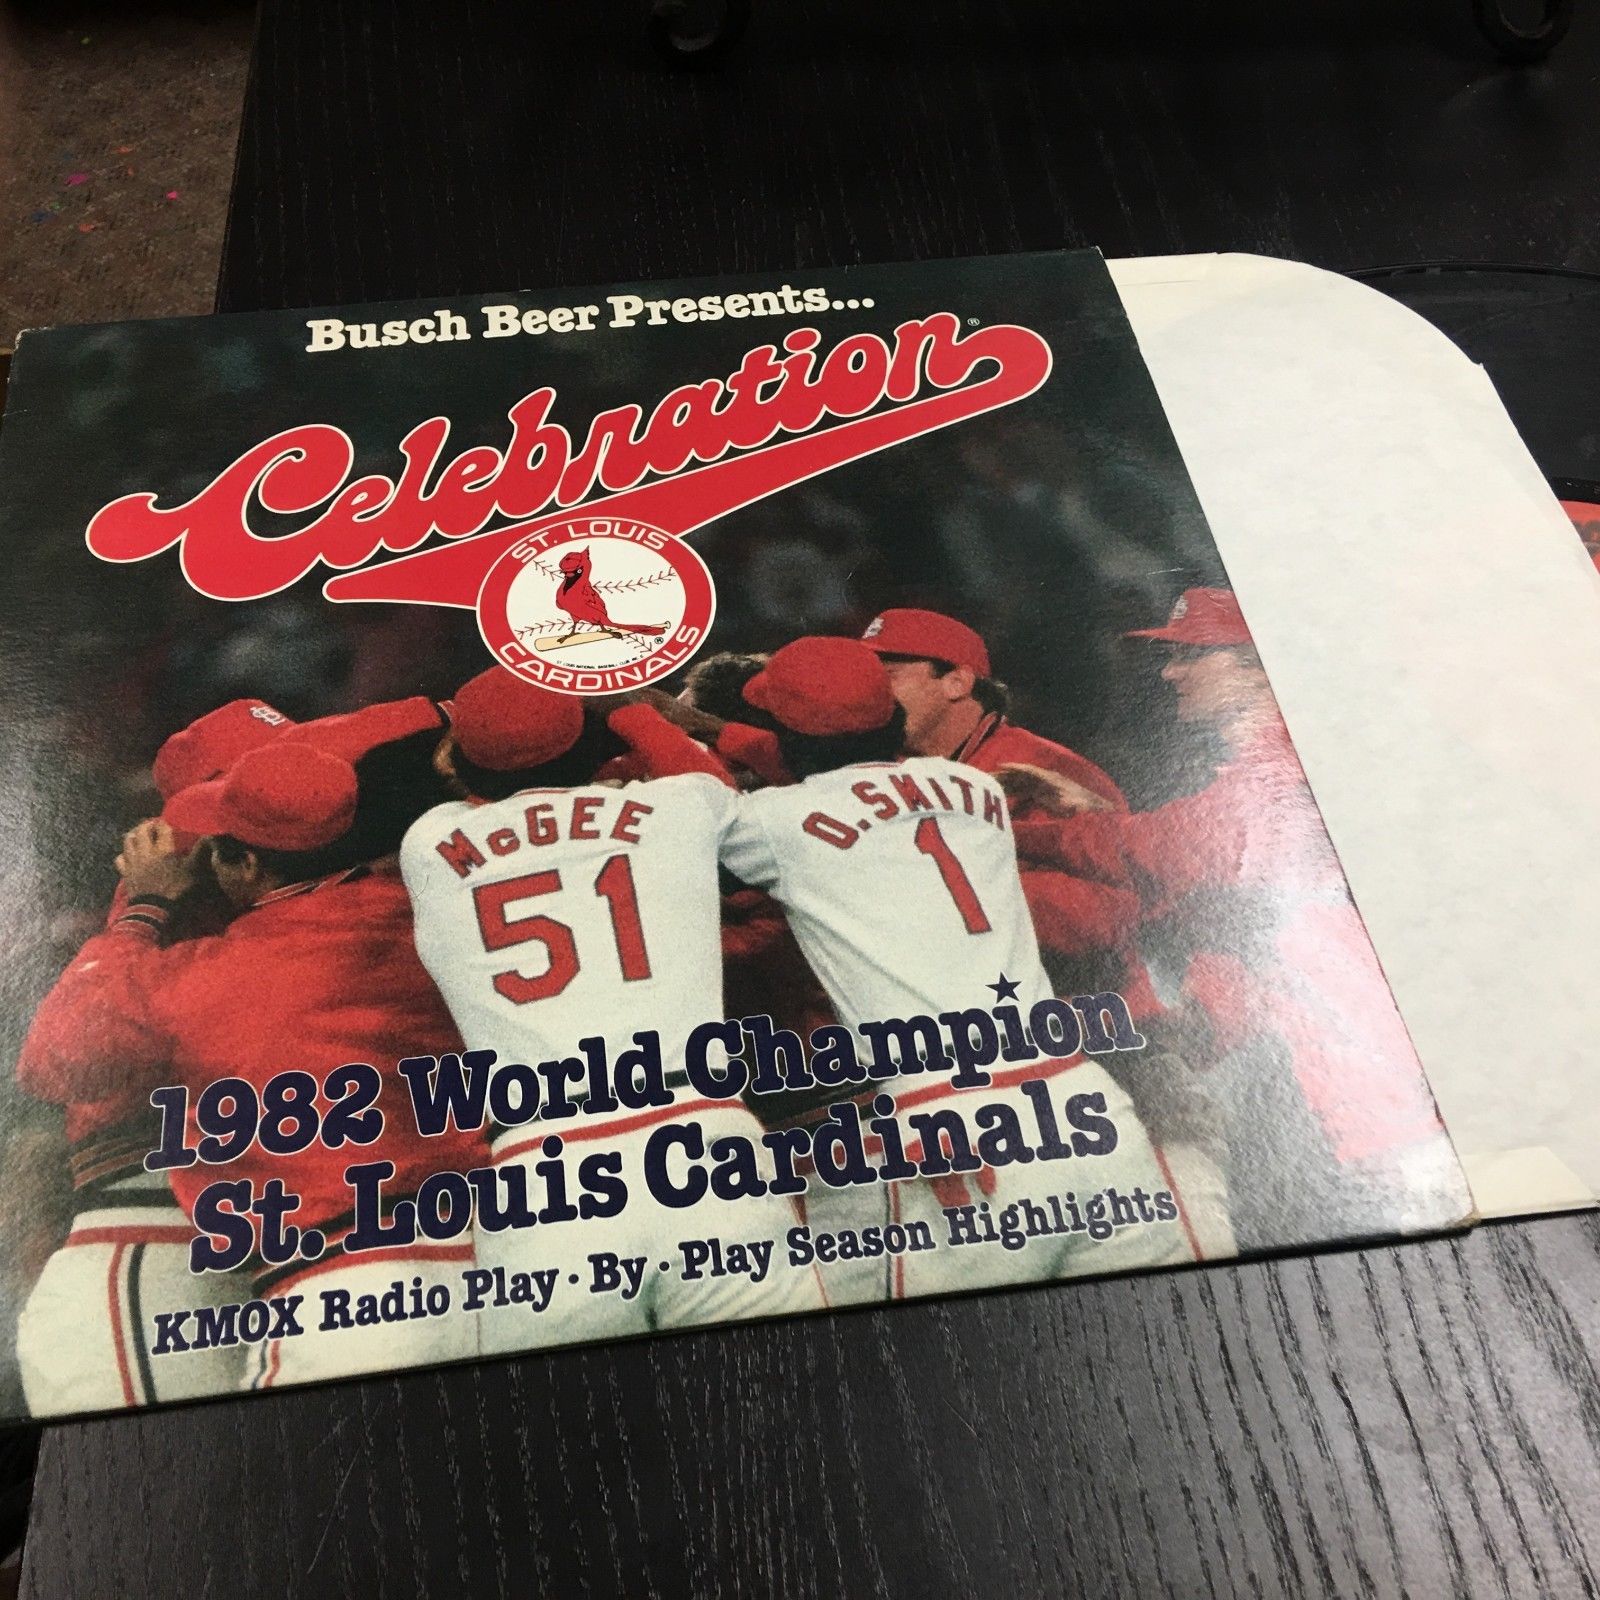 Busch Beer Presents...
Celebration®
ST. LOUIS
CARDINALS
McGEE
51
O.SMITH
1
1982 World Champion
St. Louis Cardinals
KMOX Radio Play·By·Play Season Highlights